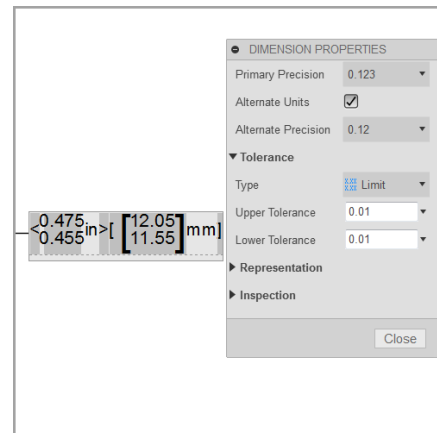 DIMENSION PROPERTIES
Primary Precision 0.123
Alternate Units
Alternate Precision 0.12
Tolerance
Type Limit
Upper Tolerance 0.01
Lower Tolerance 0.01
Representation
Inspection
Close
<0.475 in>[ [12.05] mm]
0.455 11.55